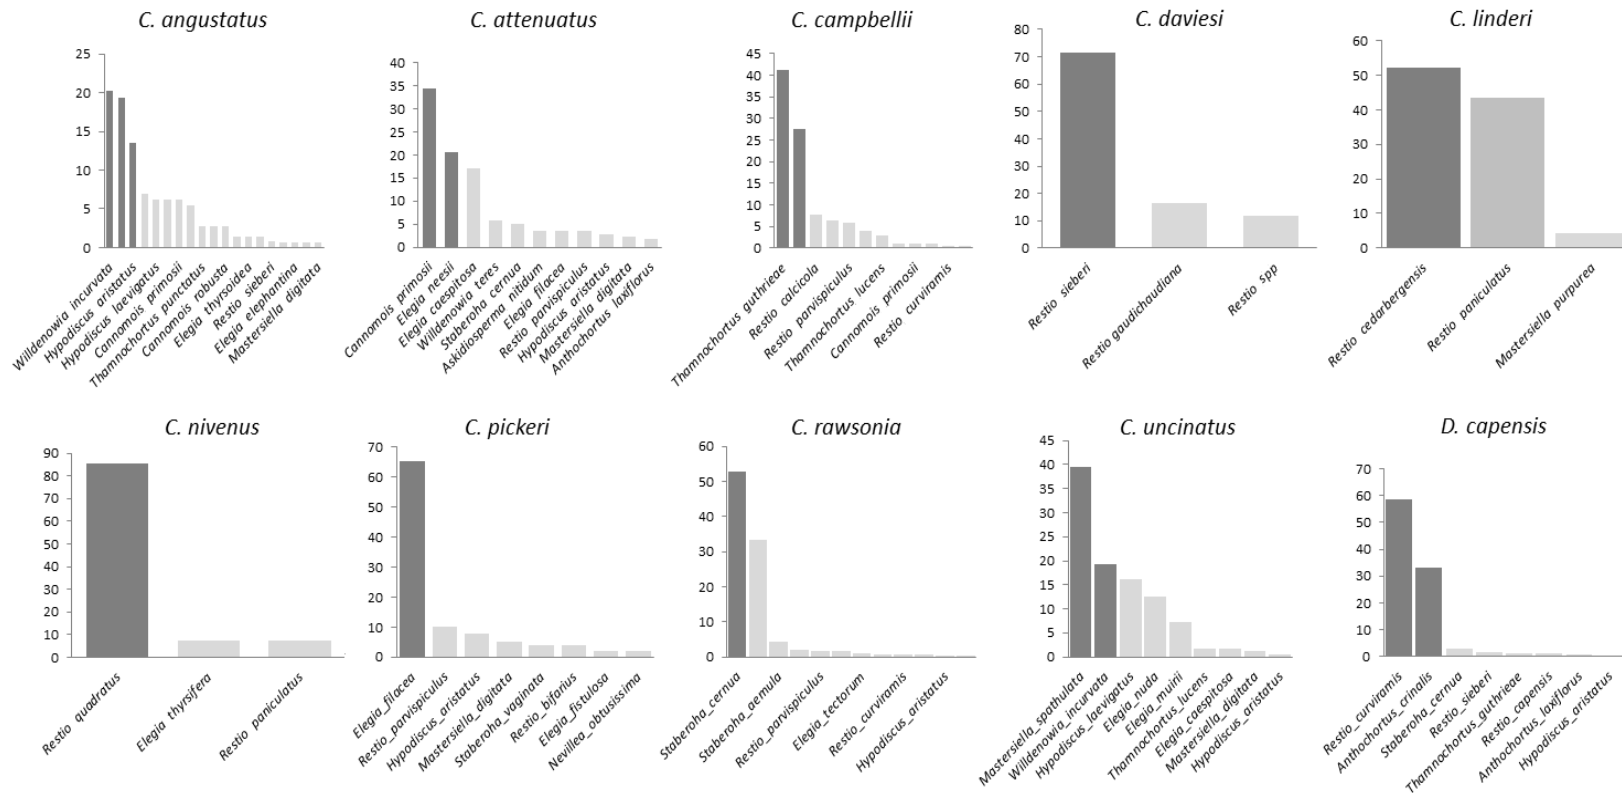 C. angustatus
25
20
15
10
5
0
Willdenowia incurvata
Hypodiscus aristatus
Hypodiscus laevigatus
Cannomois primosii
Thamnochortus punctatus
Cannomois robusta
Elegia thyrsoidea
Restio sieberi
Elegia elephantina
Mastersiella digitata
C. attenuatus
40
35
30
25
20
15
10
5
0
Cannomois primosii
Elegia neesii
Elegia caespitosa
Willdenowia teres
Staberoha cernua
Askidiosperma nitidum
Elegia filacea
Restio parvispiculus
Hypodiscus aristatus
Mastersiella digitata
Anthochortus laxiflorus
C. campbellii
45
40
35
30
25
20
15
10
5
0
Thamnochortus guthrieae
Restio calcicola
Restio parvispiculus
Thamnochortus lucens
Cannomois primosii
Restio curviramis
C. daviesi
80
70
60
50
40
30
20
10
0
Restio sieberi
Restio gaudichaudiana
Restio spp
C. linderi
60
50
40
30
20
10
0
Restio cedarbergensis
Restio paniculatus
Mastersiella purpurea
C. nivenus
90
80
70
60
50
40
30
20
10
0
Restio quadratus
Elegia thyrsifera
Restio paniculatus
C. pickeri
70
60
50
40
30
20
10
0
Elegia_filacea
Restio_parvispiculus
Hypodiscus_aristatus
Mastersiella_digitata
Staberoha_vaginata
Restio_bifarius
Elegia_fistulosa
Nevillea_obtusissima
C. rawsonia
60
50
40
30
20
10
0
Staberoha_cernua
Staberoha_aemula
Restio_parvispiculus
Elegia_tectorum
Restio_curviramis
Hypodiscus_aristatus
C. uncinatus
45
40
35
30
25
20
15
10
5
0
Mastersiella_spathulata
Willdenowia_incurvata
Hypodiscus_laevigatus
Elegia_nuda
Elegia_muirii
Thamnochortus_lucens
Elegia_caespitosa
Mastersiella_digitata
Hypodiscus_aristatus
D. capensis
70
60
50
40
30
20
10
0
Restio_curviramis
Anthochortus_crinalis
Staberoha_cernua
Restio_sieberi
Thamnochortus_guthrieae
Restio_capensis
Anthochortus_laxiflorus
Hypodiscus_aristatus